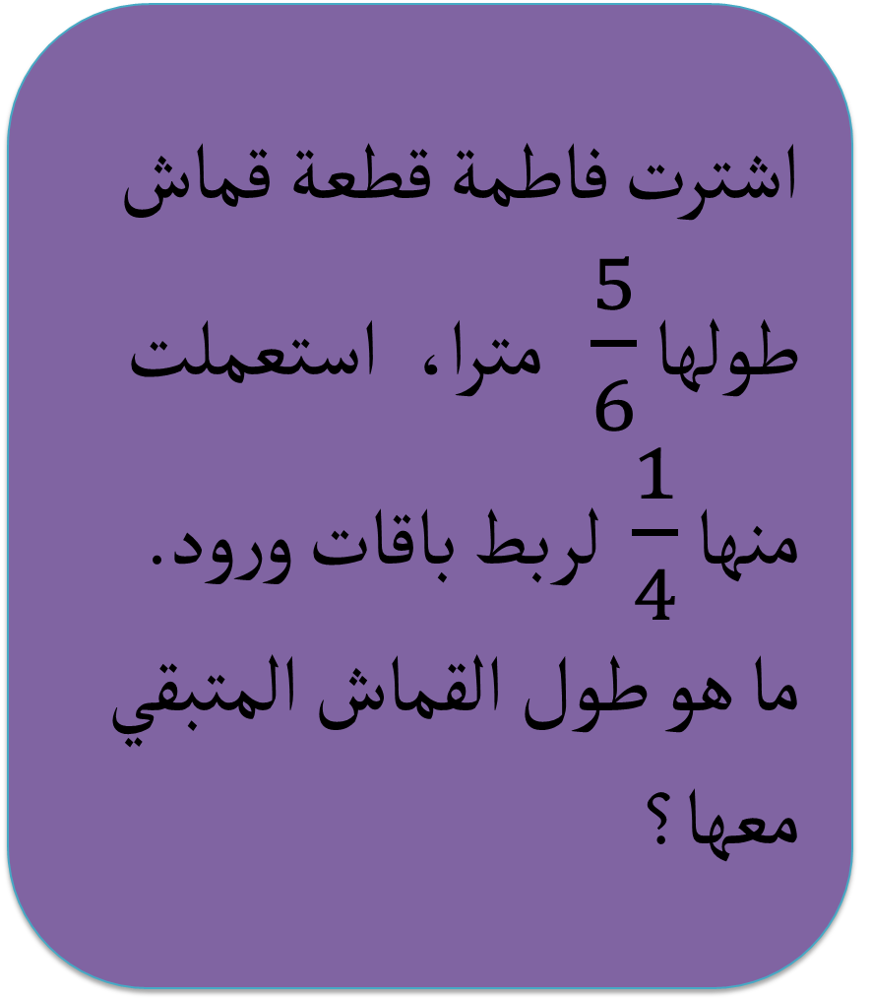 اشترت فاطمة قطعة قماش
طولها 5/6 مترا، استعملت
منها 1/4 لربط باقات ورود.
ما هو طول القماش المتبقي
معها؟